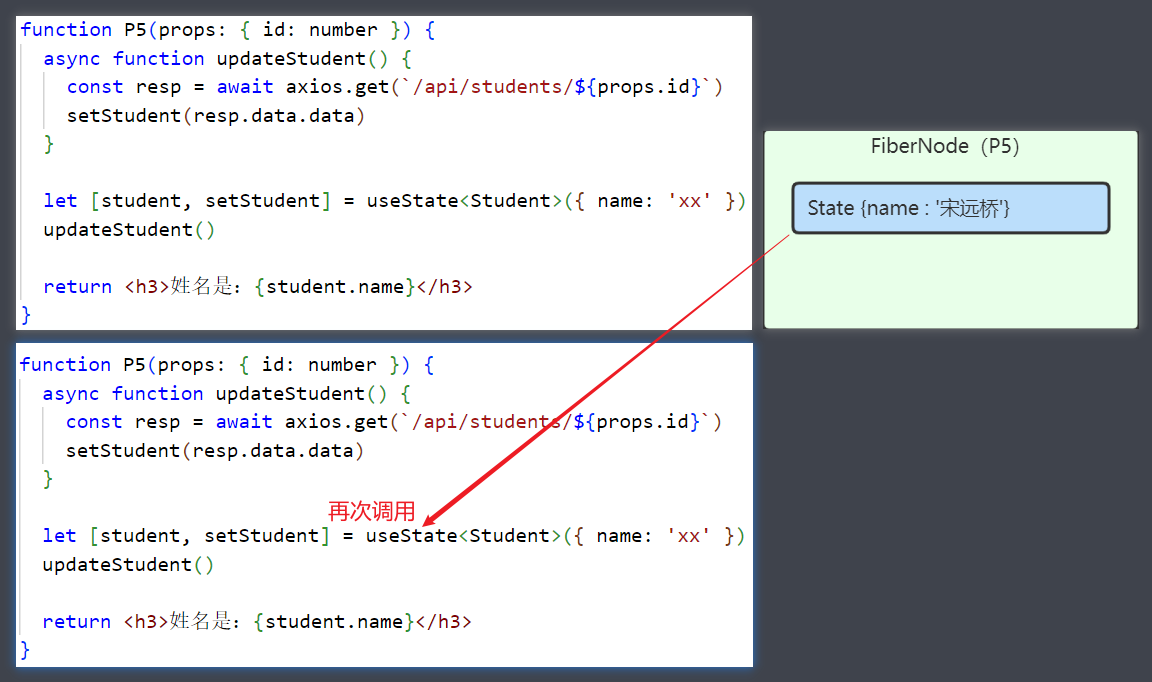 function P5(props: { id: number }) {
async function updateStudent() {
const resp = await axios.get(`/api/students/${props.id}`)
setStudent(resp.data.data)
}
let [student, setStudent] = useState<Student>({ name: 'xx' })
updateStudent()
return <h3>姓名是：{student.name}</h3>
}
FiberNode（P5）
State {name : '宋远桥'}
function P5(props: { id: number }) {
async function updateStudent() {
const resp = await axios.get(`/api/students/${props.id}`)
setStudent(resp.data.data)
}
再次调用
let [student, setStudent] = useState<Student>({ name: 'xx' })
updateStudent()
return <h3>姓名是：{student.name}</h3>
}